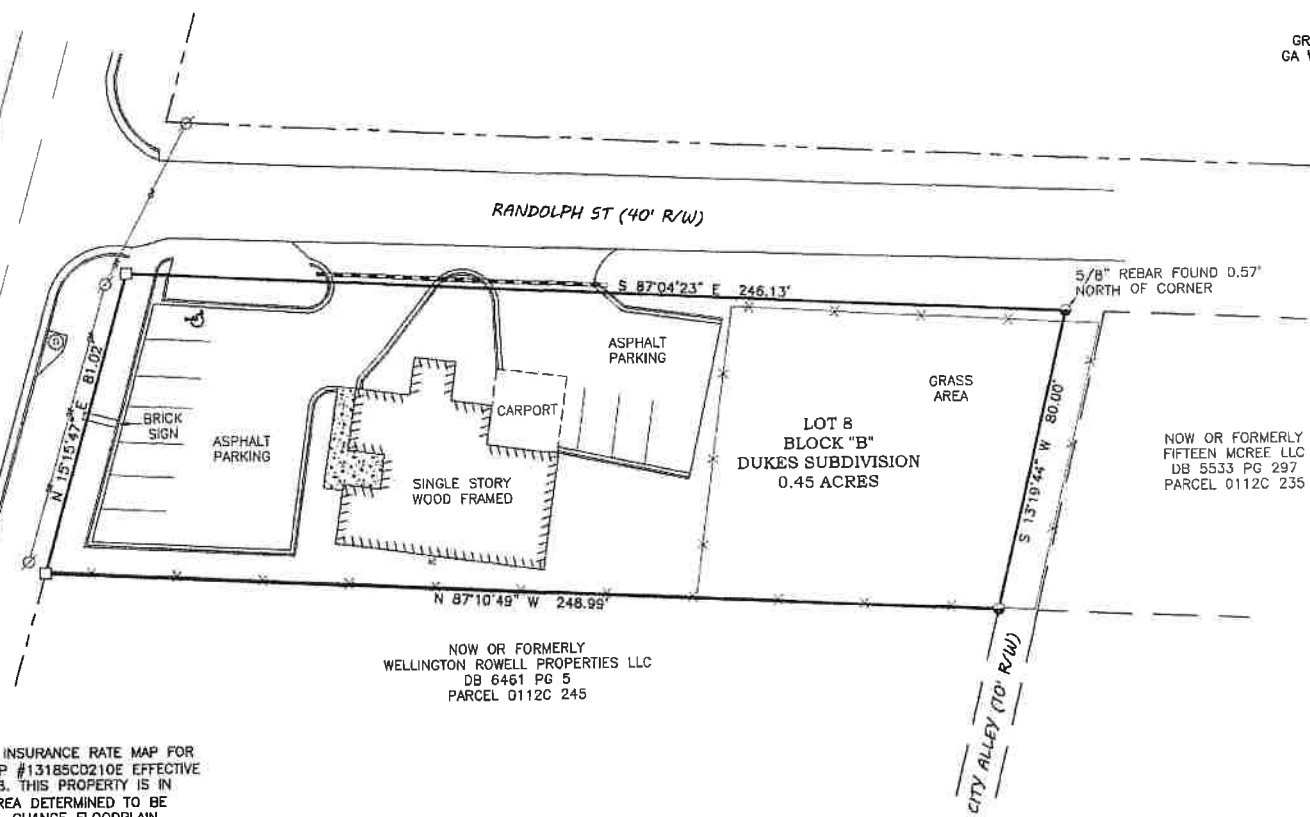 GR
GA
RANDOLPH ST (40' R/W)
S 87°04'23" E 246.13'
5/8" REBAR FOUND 0.57'
NORTH OF CORNER
N 15°15'47" E 81.02'
BRICK
SIGN
ASPHALT
PARKING
CARPORT
SINGLE STORY
WOOD FRAMED
ASPHALT
PARKING
GRASS
AREA
LOT 8
BLOCK "B"
DUKES SUBDIVISION
0.45 ACRES
S 13°19'44" W 80.00'
NOW OR FORMERLY
FIFTEEN MCREE LLC
DB 5533 PG 297
PARCEL 0112C 235
N 87°10'49" W 248.99'
NOW OR FORMERLY
WELLINGTON ROWELL PROPERTIES LLC
DB 6461 PG 5
PARCEL 0112C 245
CITY ALLEY (10' R/W)
INSURANCE RATE MAP FOR
P #13185C0210E EFFECTIVE
THIS PROPERTY IS IN
REA DETERMINED TO BE
CHANCE FLOODPLAIN